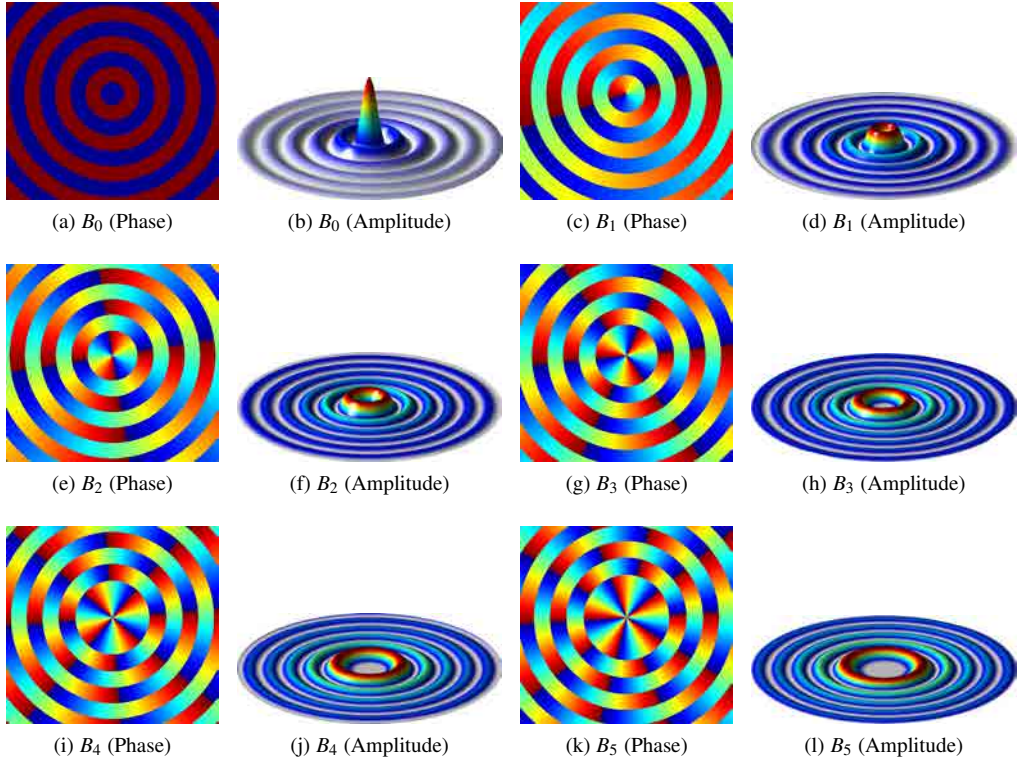 (a) B0 (Phase)
(b) B0 (Amplitude)
(c) B1 (Phase)
(d) B1 (Amplitude)
(e) B2 (Phase)
(f) B2 (Amplitude)
(g) B3 (Phase)
(h) B3 (Amplitude)
(i) B4 (Phase)
(j) B4 (Amplitude)
(k) B5 (Phase)
(l) B5 (Amplitude)